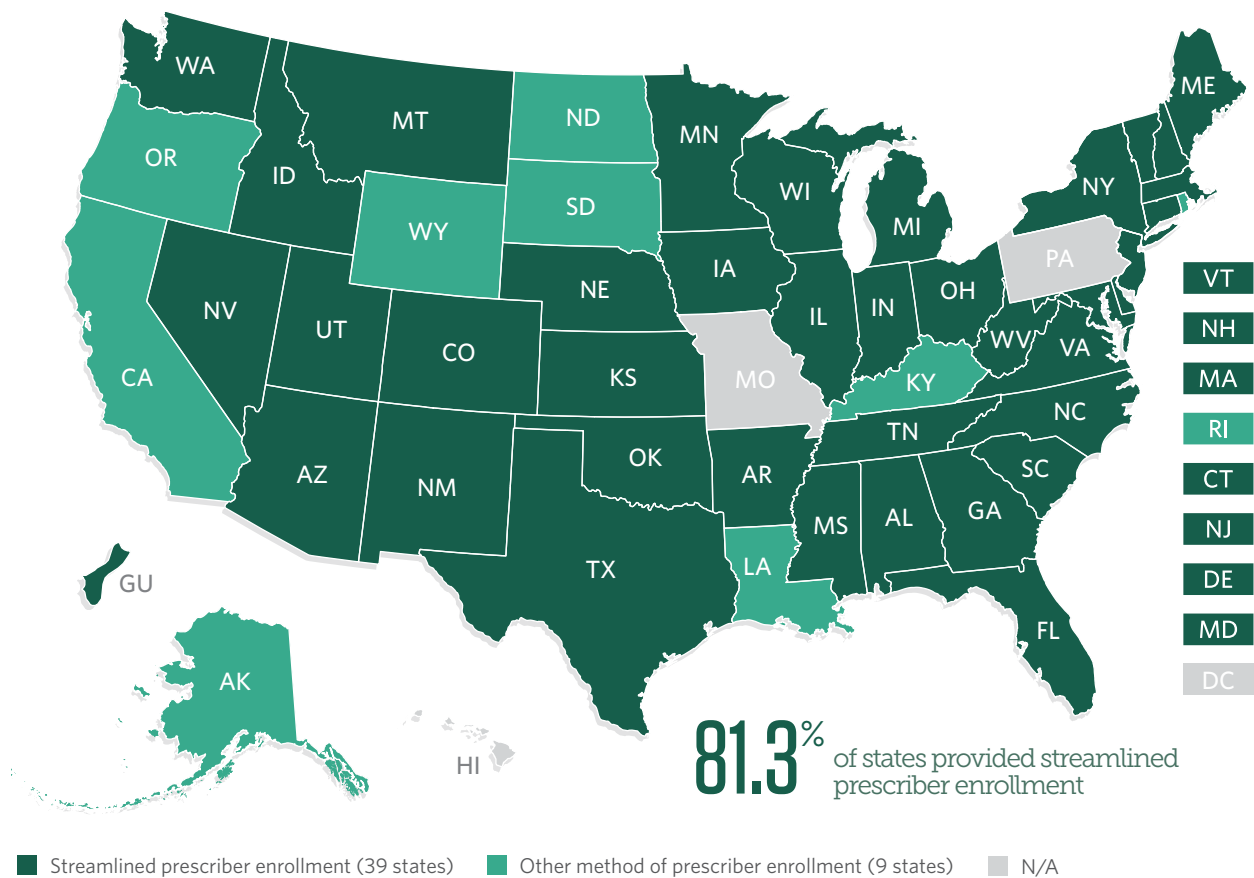 WA
MT
ND
MN
ME
OR
ID
SD
WI
NY
WY
MI
IA
PA
NE
NV
UT
IL
IN
OH
CO
WV
VA
CA
KS
MO
KY
NC
TN
AZ
NM
OK
AR
SC
MS
AL
GA
TX
LA
FL
GU
AK
HI
VT
NH
MA
RI
CT
NJ
DE
MD
DC
81.3% of states provided streamlined
prescriber enrollment
Streamlined prescriber enrollment (39 states) Other method of prescriber enrollment (9 states) N/A